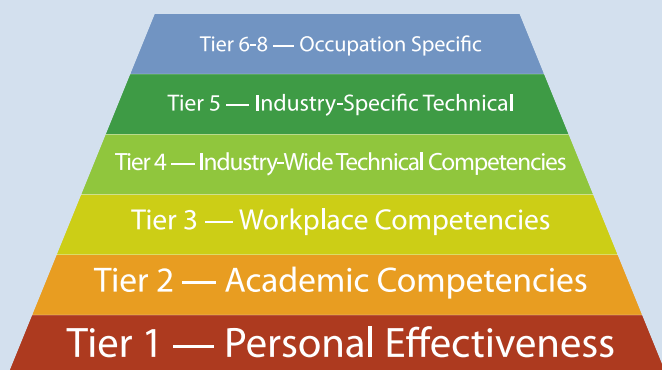 Tier 6-8 — Occupation Specific
Tier 5 — Industry-Specific Technical
Tier 4 — Industry-Wide Technical Competencies
Tier 3 — Workplace Competencies
Tier 2 — Academic Competencies
Tier 1 — Personal Effectiveness